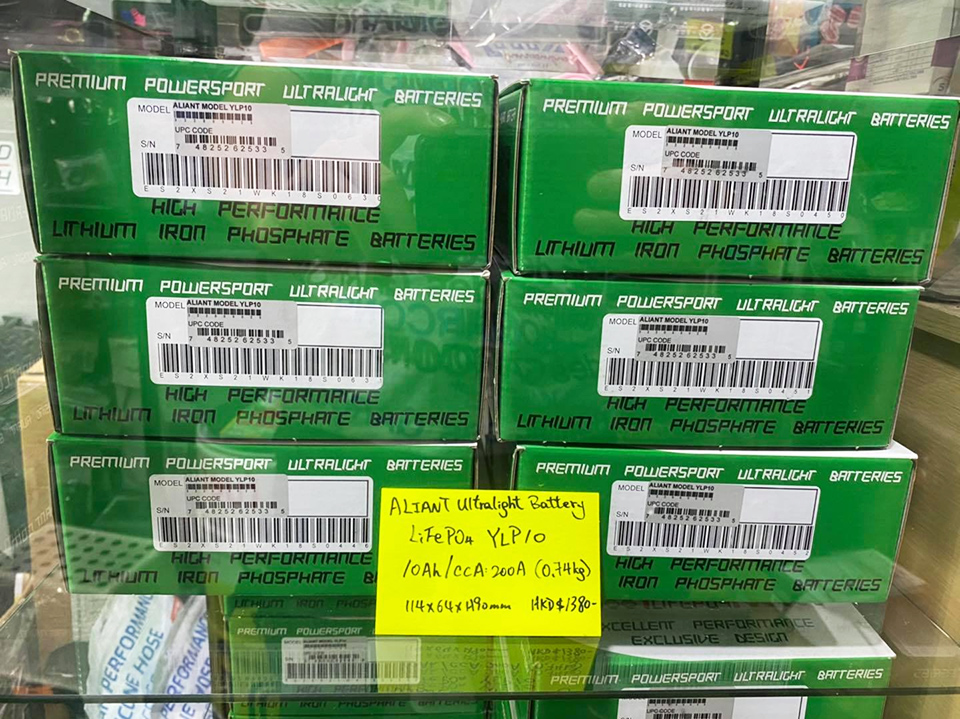 PREMIUM POWERSPORT ULTRALIGHT BATTERIES
MODEL ALIANT MODEL YLP10
UPC CODE
7 48252 62533 5
S/N
HIGH PERFORMANCE
LITHIUM IRON PHOSPHATE BATTERIES
PREMIUM POWERSPORT ULTRALIGHT BATTERIES
MODEL ALIANT MODEL YLP10
UPC CODE
7 48252 62533 5
S/N
ES2XS21WK18S0450
HIGH PERFORMANCE
LITHIUM IRON PHOSPHATE BATTERIES
PREMIUM POWERSPORT ULTRALIGHT BATTERIES
MODEL ALIANT MODEL YLP10
UPC CODE
7 48252 62533 5
S/N
HIGH PERFORMANCE
LITHIUM IRON PHOSPHATE BATTERIES
PREMIUM POWERSPORT ULTRALIGHT BATTERIES
MODEL ALIANT MODEL YLP10
UPC CODE
7 48252 62533 5
S/N
ES2XS21WK18S0451
HIGH PERFORMANCE
LITHIUM IRON PHOSPHATE BATTERIES
PREMIUM POWERSPORT ULTRALIGHT BATTERIES
MODEL ALIANT MODEL YLP10
UPC CODE
7 48252 62533 5
S/N
HIGH PERFORMANCE
LITHIUM IRON PHOSPHATE
PREMIUM POWERSPORT ULTRALIGHT BATTERIES
MODEL ALIANT MODEL YLP10
UPC CODE
7 48252 62533 5
S/N
HIGH PERFORMANCE
IRON PHOSPHATE BATTERIES
ALIANT Ultralight Battery
LiFePO4 YLP10
10Ah/CCA:200A (0.74kg)
114x64xH90mm HKD$1380-
PREMIUM POWERSPORT
EXCELLENT PERFORMANCE
EXCLUSIVE DESIGN
PREMIUM POWERSPORT ULTRALIGHT BATTERIES